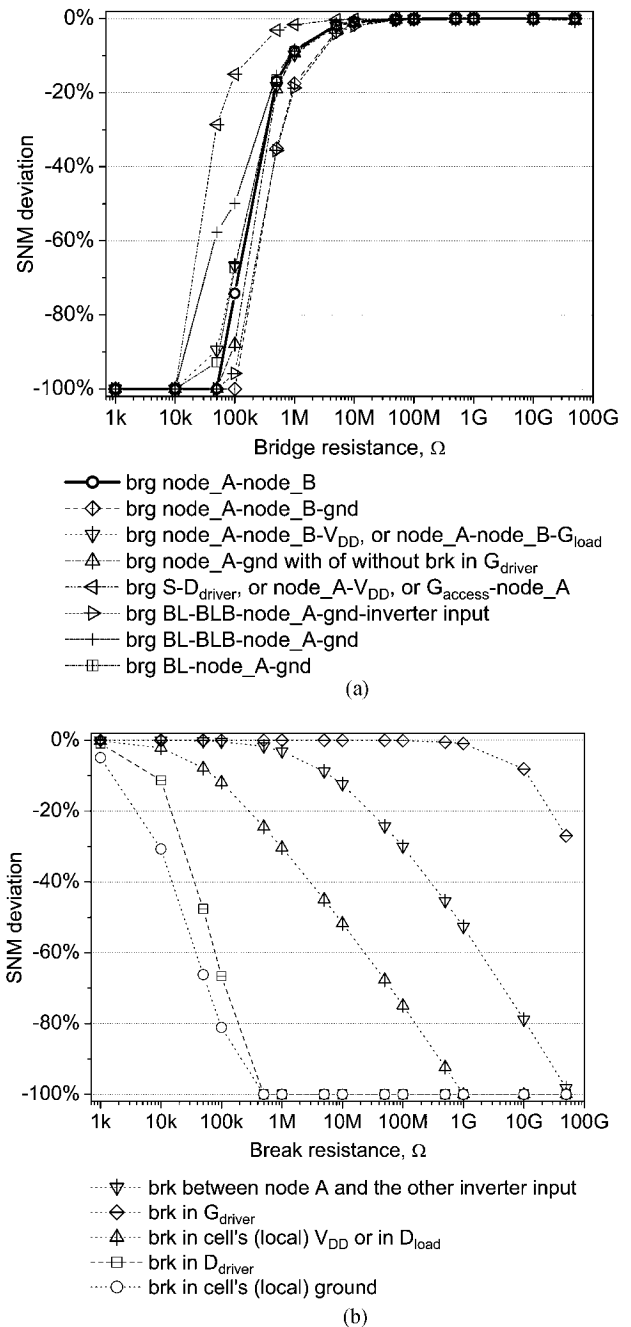 0%
-20%
-40%
-60%
-80%
-100%
SNM deviation
1k 10k 100k 1M 10M 100M 1G 10G 100G
Bridge resistance, Ω
brg node_A-node_B
brg node_A-node_B-gnd
brg node_A-node_B-VDD, or node_A-node_B-Gload
brg node_A-gnd with of without brk in Gdriver
brg S-Ddriver, or node_A-VDD, or Gaccess-node_A
brg BL-BLB-node_A-gnd-inverter input
brg BL-BLB-node_A-gnd
brg BL-node_A-gnd
(a)
0%
-20%
-40%
-60%
-80%
-100%
SNM deviation
1k 10k 100k 1M 10M 100M 1G 10G 100G
Break resistance, Ω
brk between node A and the other inverter input
brk in Gdriver
brk in cell's (local) VDD or in Dload
brk in Ddriver
brk in cell's (local) ground
(b)